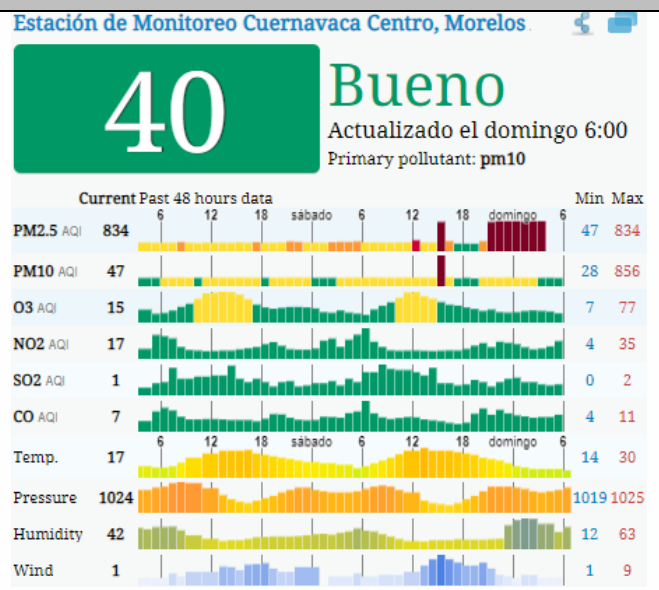 Estación de Monitoreo Cuernavaca Centro, Morelos.
40
Bueno
Actualizado el domingo 6:00
Primary pollutant: pm10
Current Past 48 hours data Min Max
6 12 18 sábado 6 12 18 domingo 6
PM2.5 AQI 834 47 834
PM10 AQI 47 28 856
O3 AQI 15 7 77
NO2 AQI 17 4 35
SO2 AQI 1 0 2
CO AQI 7 4 11
6 12 18 sábado 6 12 18 domingo 6
Temp. 17 14 30
Pressure 1024 1019 1025
Humidity 42 12 63
Wind 1 1 9